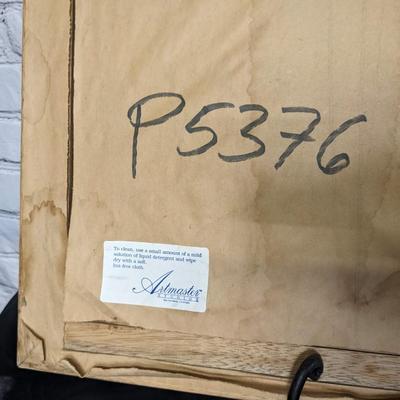 P5376
To clean, use a small amount of a mild
solution of liquid detergent and wipe
dry with a soft,
lint free cloth.
Artmaster
STUDIOS